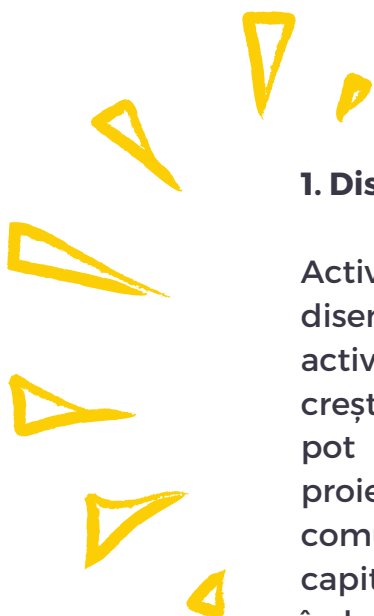 1. Dis
Activ
diser
activ
crești
pot
proie
com
capit